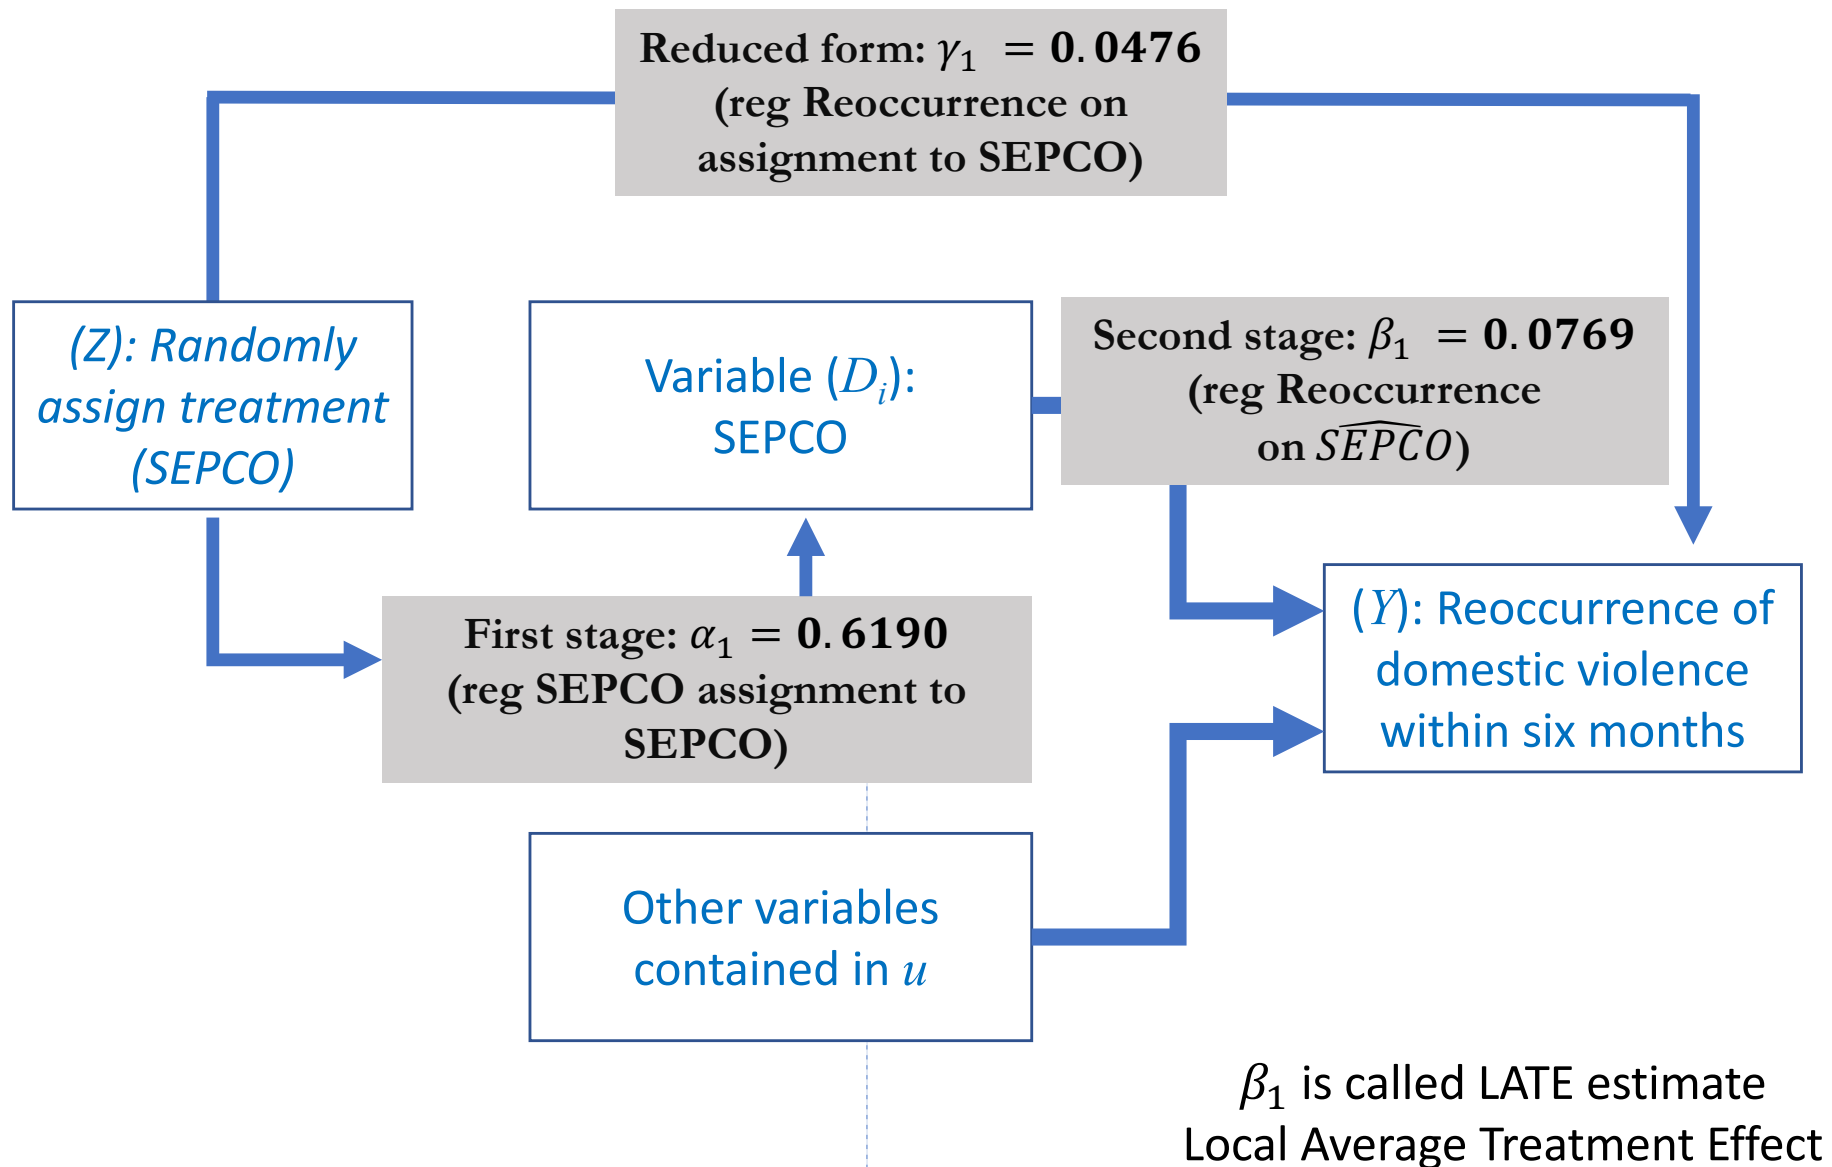 Reduced form: γ₁ = 0.0476
(reg Reoccurrence on
assignment to SEPCO)
(Z): Randomly
assign treatment
(SEPCO)
Variable (Dᵢ):
SEPCO
Second stage: β₁ = 0.0769
(reg Reoccurrence
on \widehat{SEPCO})
First stage: α₁ = 0.6190
(reg SEPCO assignment to
SEPCO)
(Y): Reoccurrence of
domestic violence
within six months
Other variables
contained in u
β₁ is called LATE estimate
Local Average Treatment Effect